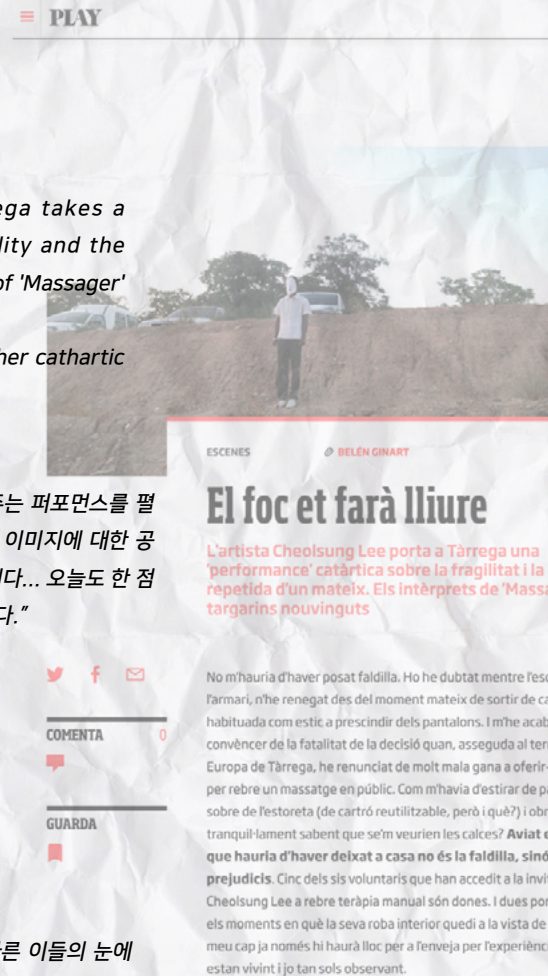 PLAY
ega takes a
lity and the
of 'Massager'
her cathartic
주는 퍼포먼스를 펼
이미지에 대한 공
니다... 오늘도 한 점
다.”
른 이들의 눈에
ESCENES
BELÉN GINART
El foc et farà lliure
L'artista Cheolsung Lee porta a Tàrrega una
'performance' catàrtica sobre la fragilitat i la
repetida d'un mateix. Els intèrprets de 'Massa
targarins nouvinguts
COMENTA 0
GUARDA
No m'hauria d'haver posat faldilla. Ho he dubtat mentre l'esc
l'armari, n'he renegat des del moment mateix de sortir de ca
habituada com estic a prescindir dels pantalons. I m'he acab
convèncer de la fatalitat de la decisió quan, asseguda al ter
Europa de Tàrrega, he renunciat de molt mala gana a oferir-
per rebre un massatge en públic. Com m'havia d'estirar de pa
sobre de l'estoreta (de cartró reutilitzable, però i què?) i obr
tranquil·lament sabent que se'm veurien les calces? Aviat e
que hauria d'haver deixat a casa no és la faldilla, sinó
prejudicis. Cinc dels sis voluntaris que han accedit a la invi
Cheolsung Lee a rebre teràpia manual són dones. I dues por
els moments en què la seva roba interior quedi a la vista de
meu cap ja només hi haurà lloc per a l'enveja per l'experiènc
estan vivint i jo tan sols observant.